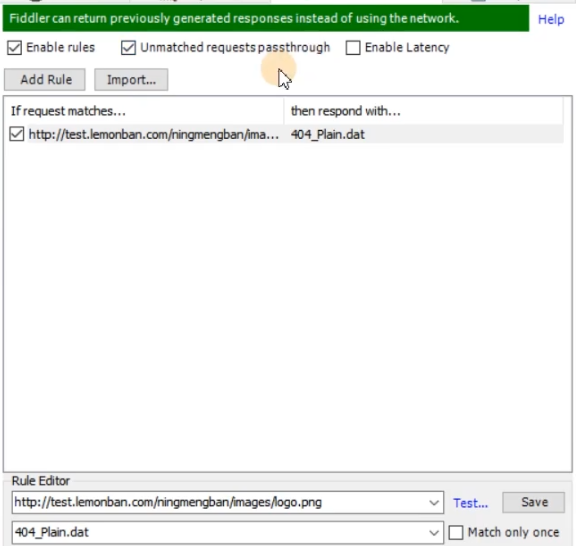 Fiddler can return previously generated responses instead of using the network.
Help
Enable rules
Unmatched requests passthrough
Enable Latency
Add Rule
Import...
If request matches...
then respond with...
http://test.lemonban.com/ningmengban/ima...
404_Plain.dat
Rule Editor
http://test.lemonban.com/ningmengban/images/logo.png
Test...
Save
404_Plain.dat
Match only once